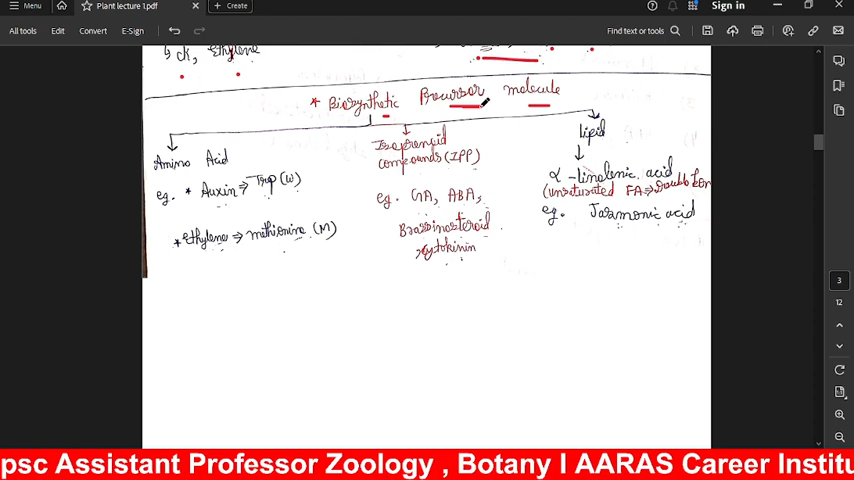 Menu
Plant lecture 1.pdf
Create
Sign in
All tools Edit Convert E-Sign
Find text or tools
↳ CK, Ethylene
* Biosynthetic Precursor molecule
Amino Acid
eg. * Auxin → Trp (W)
* Ethylene → methionine (M)
Isoprenoid
compounds (IPP)
eg. GA, ABA,
Brassinosteroid
, cytokinin
lipid
α - linolenic acid
(unsaturated FA ⇒ double bon
eg. Jasmonic acid
3
12
psc Assistant Professor Zoology , Botany I AARAS Career Institu